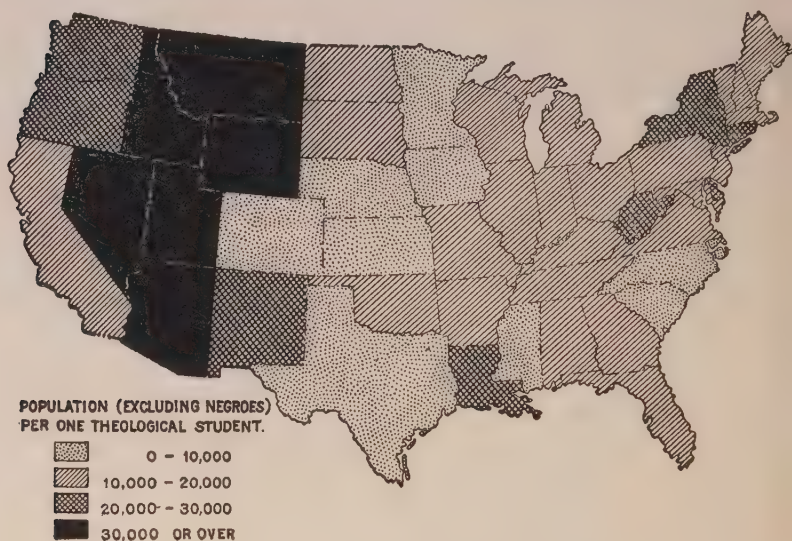 POPULATION (EXCLUDING NEGROES)
PER ONE THEOLOGICAL STUDENT.
0 - 10,000
10,000 - 20,000
20,000 - 30,000
30,000 OR OVER